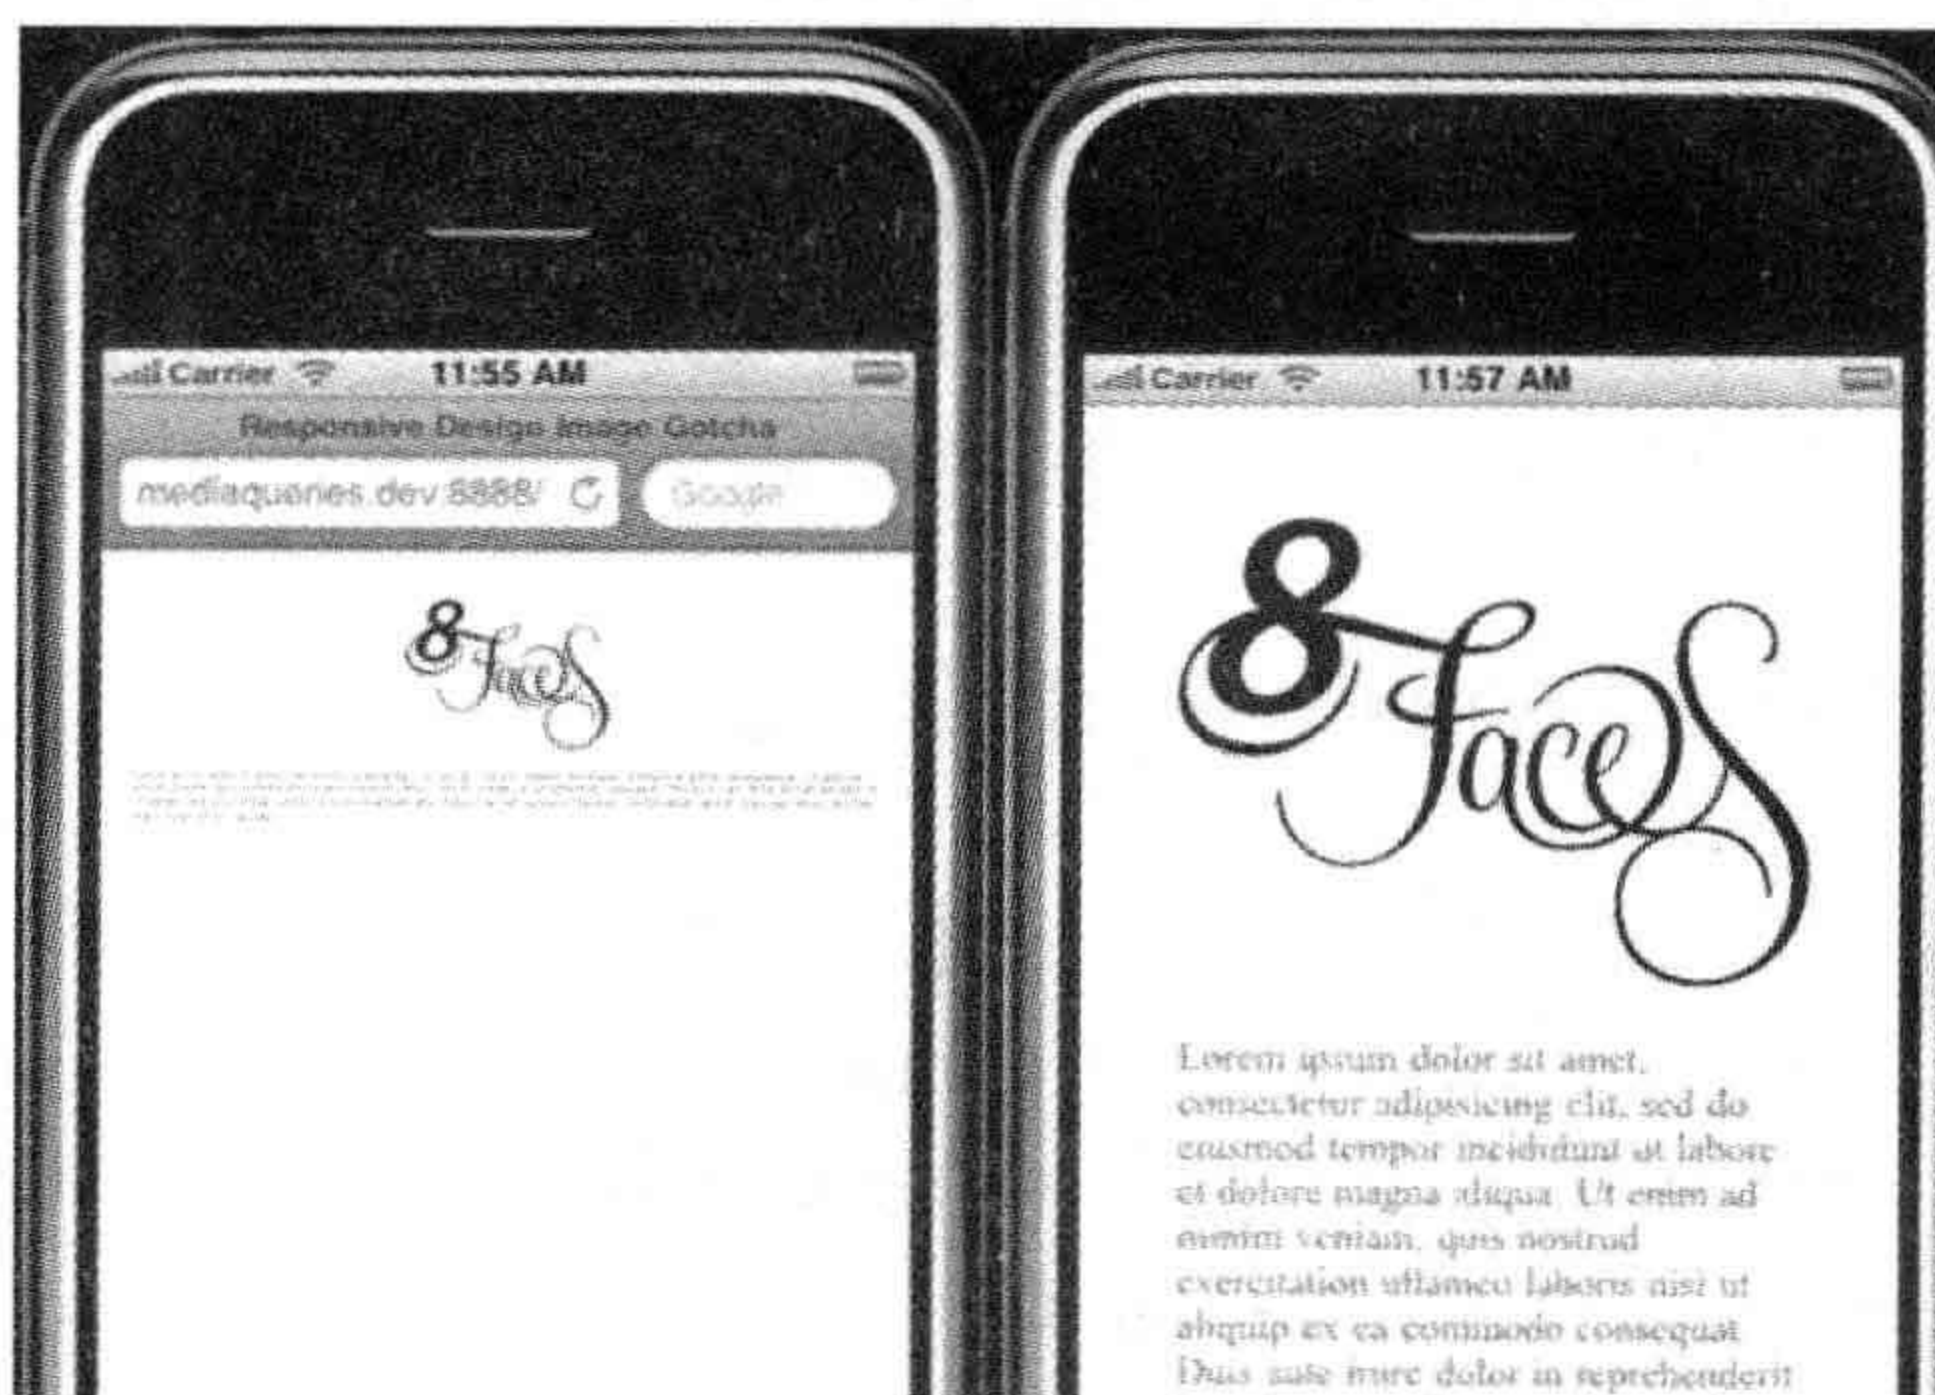 Carrier 11:55 AM
Responsive Design Image Gotcha
mediaqueries.dev:8888/ Google
8 Faces
Carrier 11:57 AM
8 Faces
Lorem ipsum dolor sit amet,
consectetur adipisicing elit, sed do
eiusmod tempor incididunt ut labore
et dolore magna aliqua. Ut enim ad
minim veniam, quis nostrud
exercitation ullamco laboris nisi ut
aliquip ex ea commodo consequat.
Duis aute irure dolor in reprehenderit